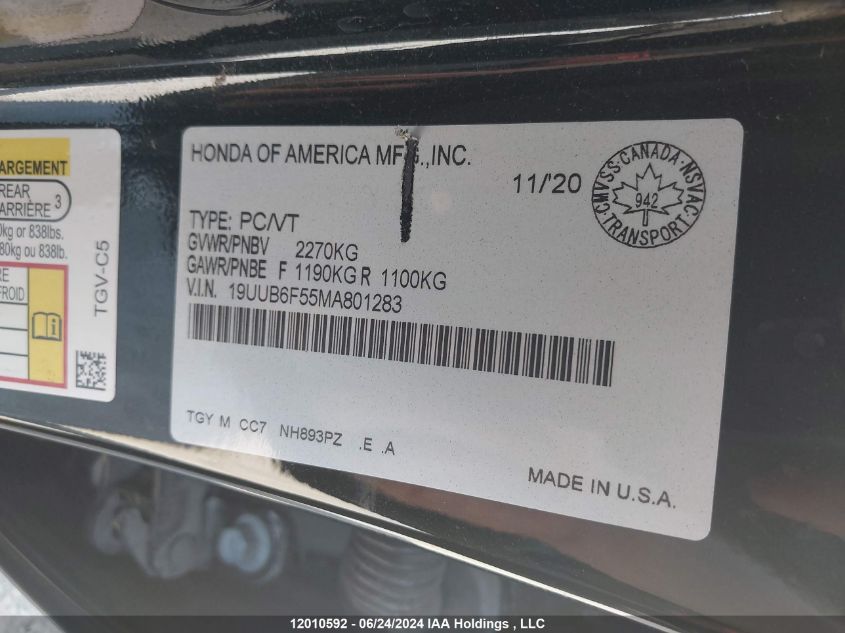 ARGEMENT
REAR
ARRIÈRE 3
0kg or 838lbs.
80kg ou 838lb.
RE
FROID
TGV-C5
HONDA OF AMERICA MFG.,INC.
11/'20
CMVSS·CANADA·NSVAC
942
TRANSPORT
TYPE: PC/VT
GVWR/PNBV 2270KG
GAWR/PNBE F 1190KG R 1100KG
V.I.N. 19UUB6F55MA801283
TGY M CC7 NH893PZ .E .A
MADE IN U.S.A.
12010592 - 06/24/2024 IAA Holdings , LLC